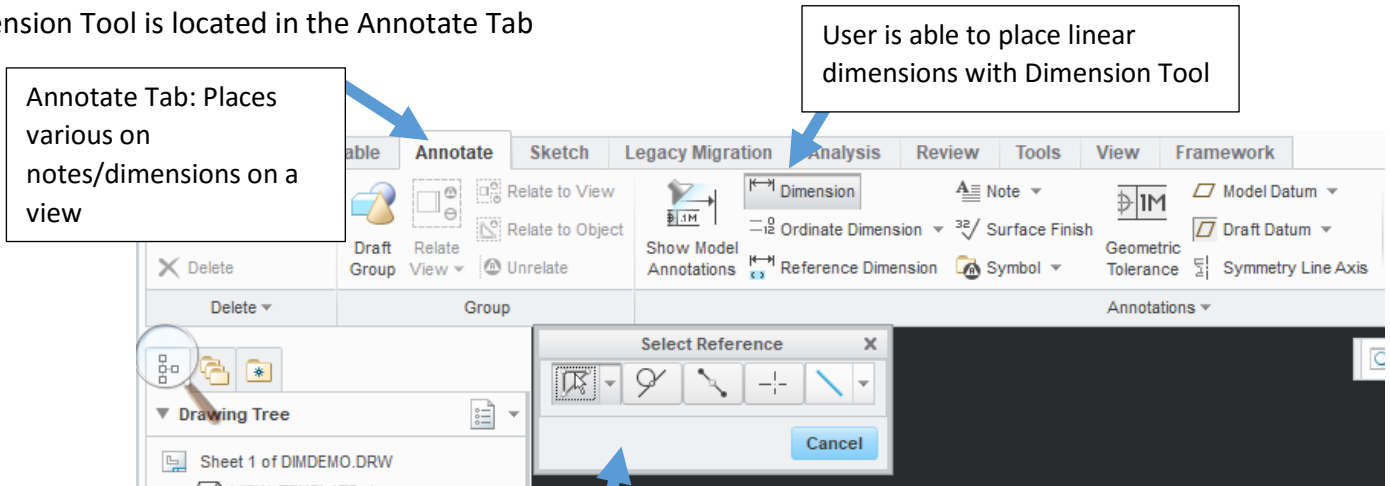 ension Tool is located in the Annotate Tab
User is able to place linear
dimensions with Dimension Tool
Annotate Tab: Places
various on
notes/dimensions on a
view
able Annotate Sketch Legacy Migration Analysis Review Tools View Framework
Relate to View
Relate to Object
Unrelate
Draft
Group
Relate
View
Delete
Show Model
Annotations
.1M
Dimension
Ordinate Dimension
Reference Dimension
Note
32 Surface Finish
Symbol
1M
Geometric
Tolerance
Model Datum
Draft Datum
Symmetry Line Axis
Delete
Group
Annotations
Select Reference X
Cancel
Drawing Tree
Sheet 1 of DIMDEMO.DRW